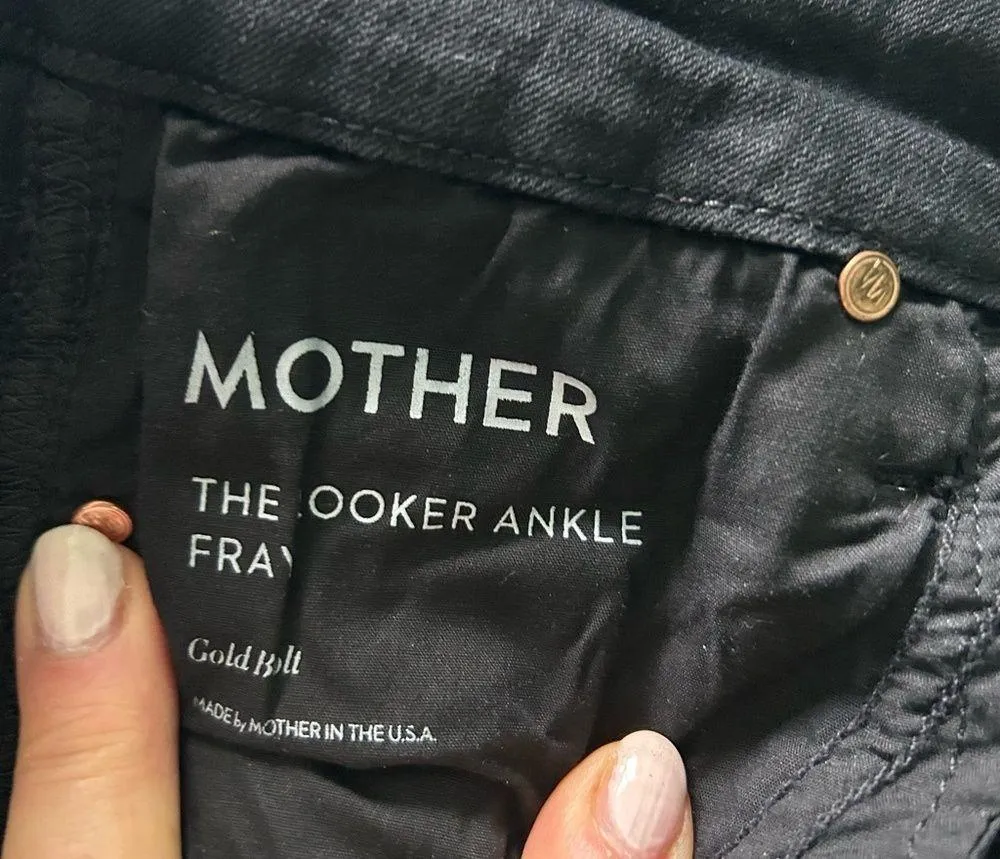 MOTHER
THE LOOKER ANKLE
FRAY
Gold Bolt
MADE by MOTHER IN THE U.S.A.